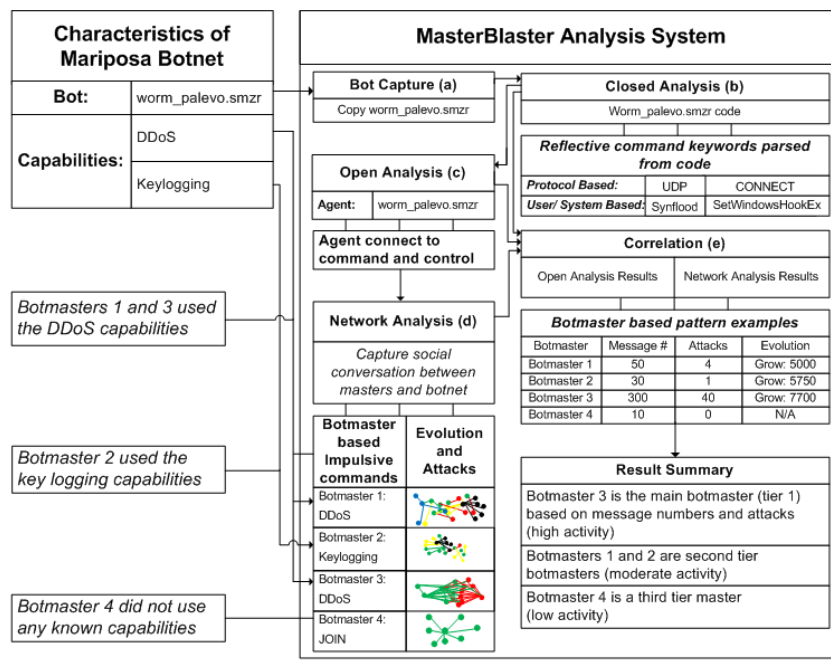 Characteristics of
Mariposa Botnet
Bot:
worm_palevo.smzr
Capabilities:
DDoS
Keylogging
Botmasters 1 and 3 used
the DDoS capabilities
Botmaster 2 used the
key logging capabilities
Botmaster 4 did not use
any known capabilities
MasterBlaster Analysis System
Bot Capture (a)
Copy worm_palevo.smzr
Closed Analysis (b)
Worm_palevo.smzr code
Reflective command keywords parsed
from code
Protocol Based: UDP CONNECT
User/ System Based: Synflood SetWindowsHookEx
Open Analysis (c)
Agent: worm_palevo.smzr
Agent connect to
command and control
Network Analysis (d)
Capture social
conversation between
masters and botnet
Botmaster
based
Impulsive
commands
Evolution
and
Attacks
Botmaster 1:
DDoS
Botmaster 2:
Keylogging
Botmaster 3:
DDoS
Botmaster 4:
JOIN
Correlation (e)
Open Analysis Results Network Analysis Results
Botmaster based pattern examples
Botmaster Message # Attacks Evolution
Botmaster 1 50 4 Grow: 5000
Botmaster 2 30 1 Grow: 5750
Botmaster 3 300 40 Grow: 7700
Botmaster 4 10 0 N/A
Result Summary
Botmaster 3 is the main botmaster (tier 1)
based on message numbers and attacks
(high activity)
Botmasters 1 and 2 are second tier
botmasters (moderate activity)
Botmaster 4 is a third tier master
(low activity)